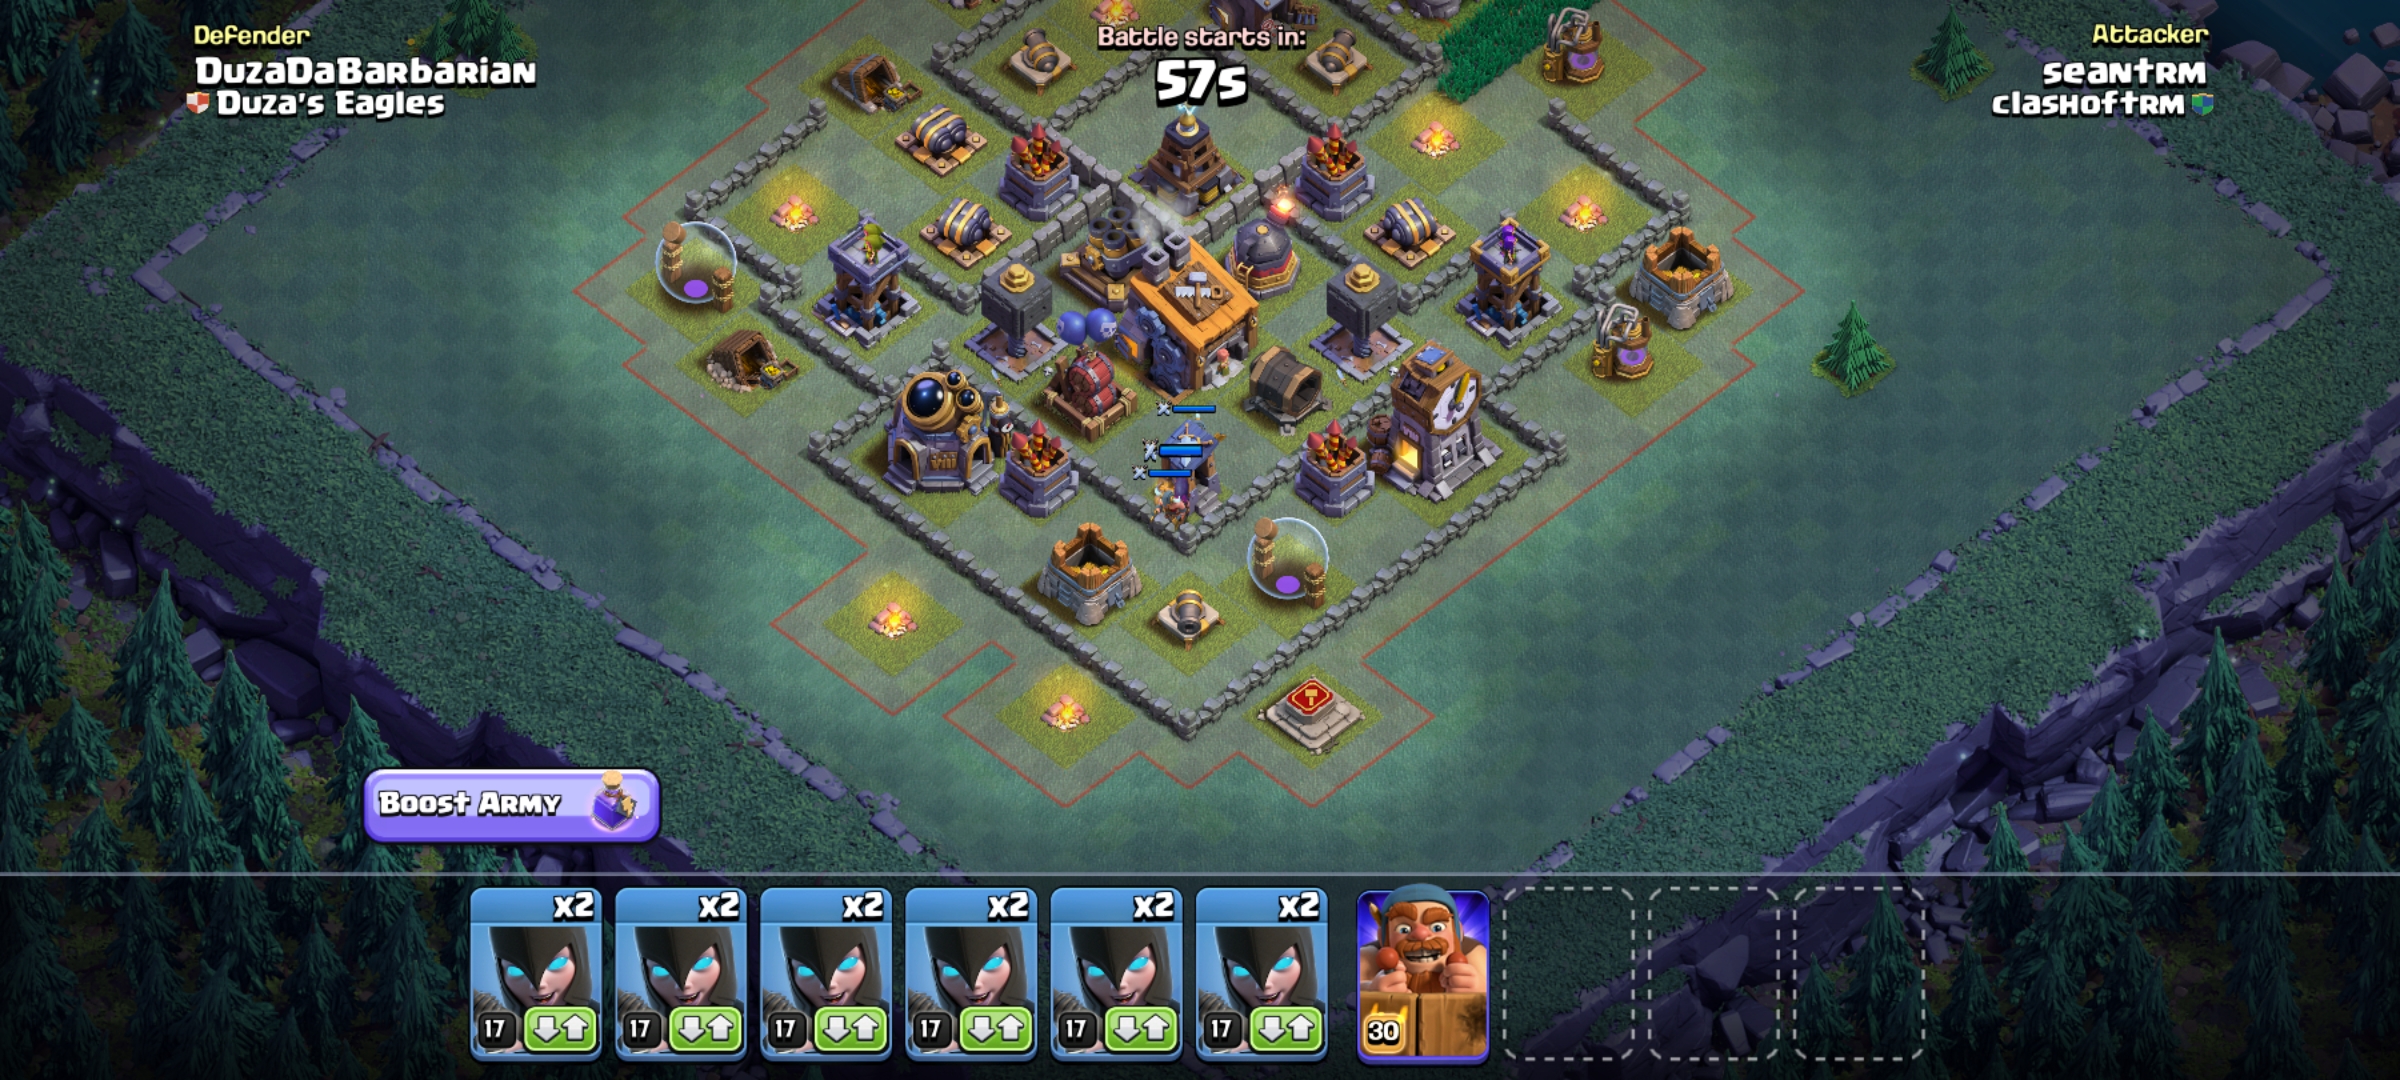 Defender
DuzaDaBarbarian
Duza's Eagles
Battle starts in:
57s
Attacker
seantRM
clashoftRM
Boost Army
x2
x2
x2
x2
x2
x2
17
17
17
17
17
17
30